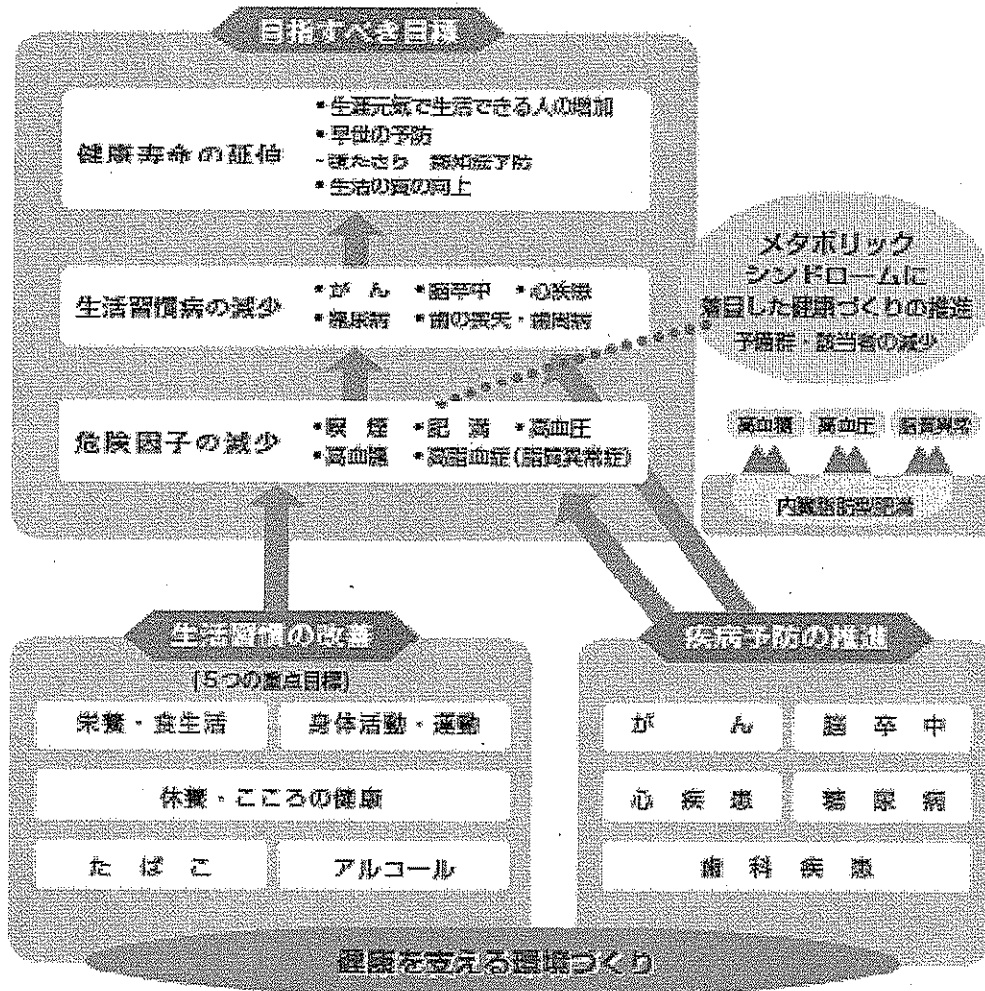 目指すべき目標
健康寿命の延伸
・生涯元気で生活できる人の増加
・早世の予防
・寝たきり 認知症予防
・生活の質の向上
生活習慣病の減少
・がん ・脳卒中 ・心疾患
・糖尿病 ・歯の喪失・歯周病
危険因子の減少
・喫煙 ・肥満 ・高血圧
・高血糖 ・高脂血症(脂質異常症)
メタボリック
シンドロームに
着目した健康づくりの推進
予備群・該当者の減少
高血糖 高血圧 脂質異常
内臓脂肪型肥満
生活習慣の改善
(5つの重点目標)
栄養・食生活 身体活動・運動
休養・こころの健康
たばこ アルコール
疾病予防の推進
がん 脳卒中
心疾患 糖尿病
歯科疾患
健康を支える環境づくり